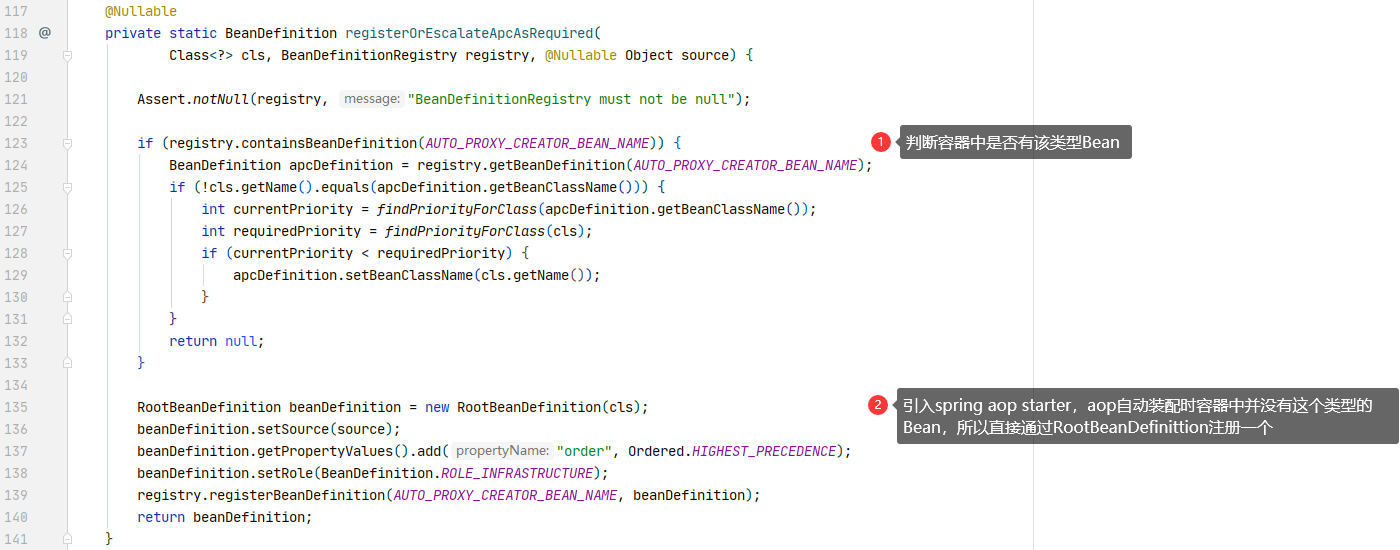 117 @Nullable
118 @ private static BeanDefinition registerOrEscalateApcAsRequired(
119 Class<?> cls, BeanDefinitionRegistry registry, @Nullable Object source) {
120
121 Assert.notNull(registry, message: "BeanDefinitionRegistry must not be null");
122
123 if (registry.containsBeanDefinition(AUTO_PROXY_CREATOR_BEAN_NAME)) { 1 判断容器中是否有该类型Bean
124 BeanDefinition apcDefinition = registry.getBeanDefinition(AUTO_PROXY_CREATOR_BEAN_NAME);
125 if (!cls.getName().equals(apcDefinition.getBeanClassName())) {
126 int currentPriority = findPriorityForClass(apcDefinition.getBeanClassName());
127 int requiredPriority = findPriorityForClass(cls);
128 if (currentPriority < requiredPriority) {
129 apcDefinition.setBeanClassName(cls.getName());
130 }
131 }
132 return null;
133 }
134
135 RootBeanDefinition beanDefinition = new RootBeanDefinition(cls); 2 引入spring aop starter，aop自动装配时容器中并没有这个类型的
136 beanDefinition.setSource(source); Bean，所以直接通过RootBeanDefinittion注册一个
137 beanDefinition.getPropertyValues().add( propertyName: "order", Ordered.HIGHEST_PRECEDENCE);
138 beanDefinition.setRole(BeanDefinition.ROLE_INFRASTRUCTURE);
139 registry.registerBeanDefinition(AUTO_PROXY_CREATOR_BEAN_NAME, beanDefinition);
140 return beanDefinition;
141 }